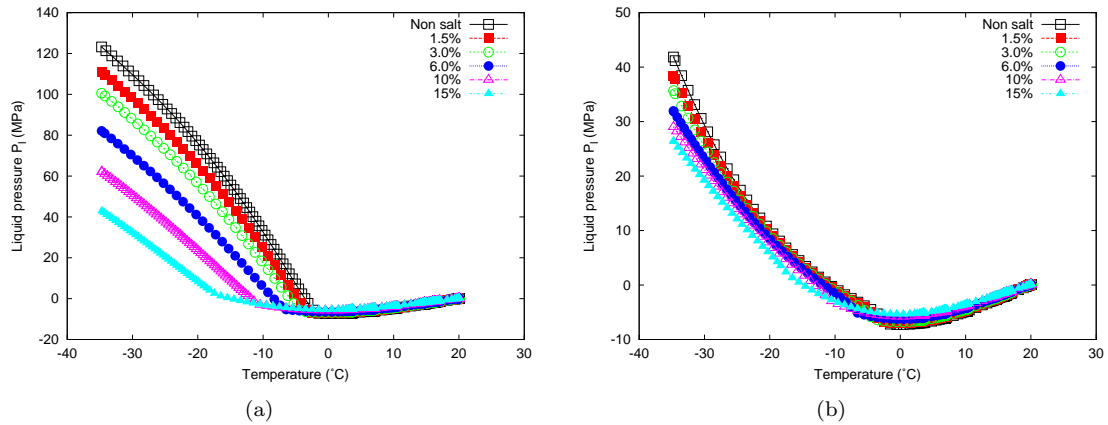 140
120
100
80
60
40
20
0
-20
-40 -30 -20 -10 0 10 20 30
Liquid pressure Pl (MPa)
Temperature (˚C)
Non salt
1.5%
3.0%
6.0%
10%
15%
(a)
50
40
30
20
10
0
-10
-40 -30 -20 -10 0 10 20 30
Liquid pressure Pl (MPa)
Temperature (˚C)
Non salt
1.5%
3.0%
6.0%
10%
15%
(b)